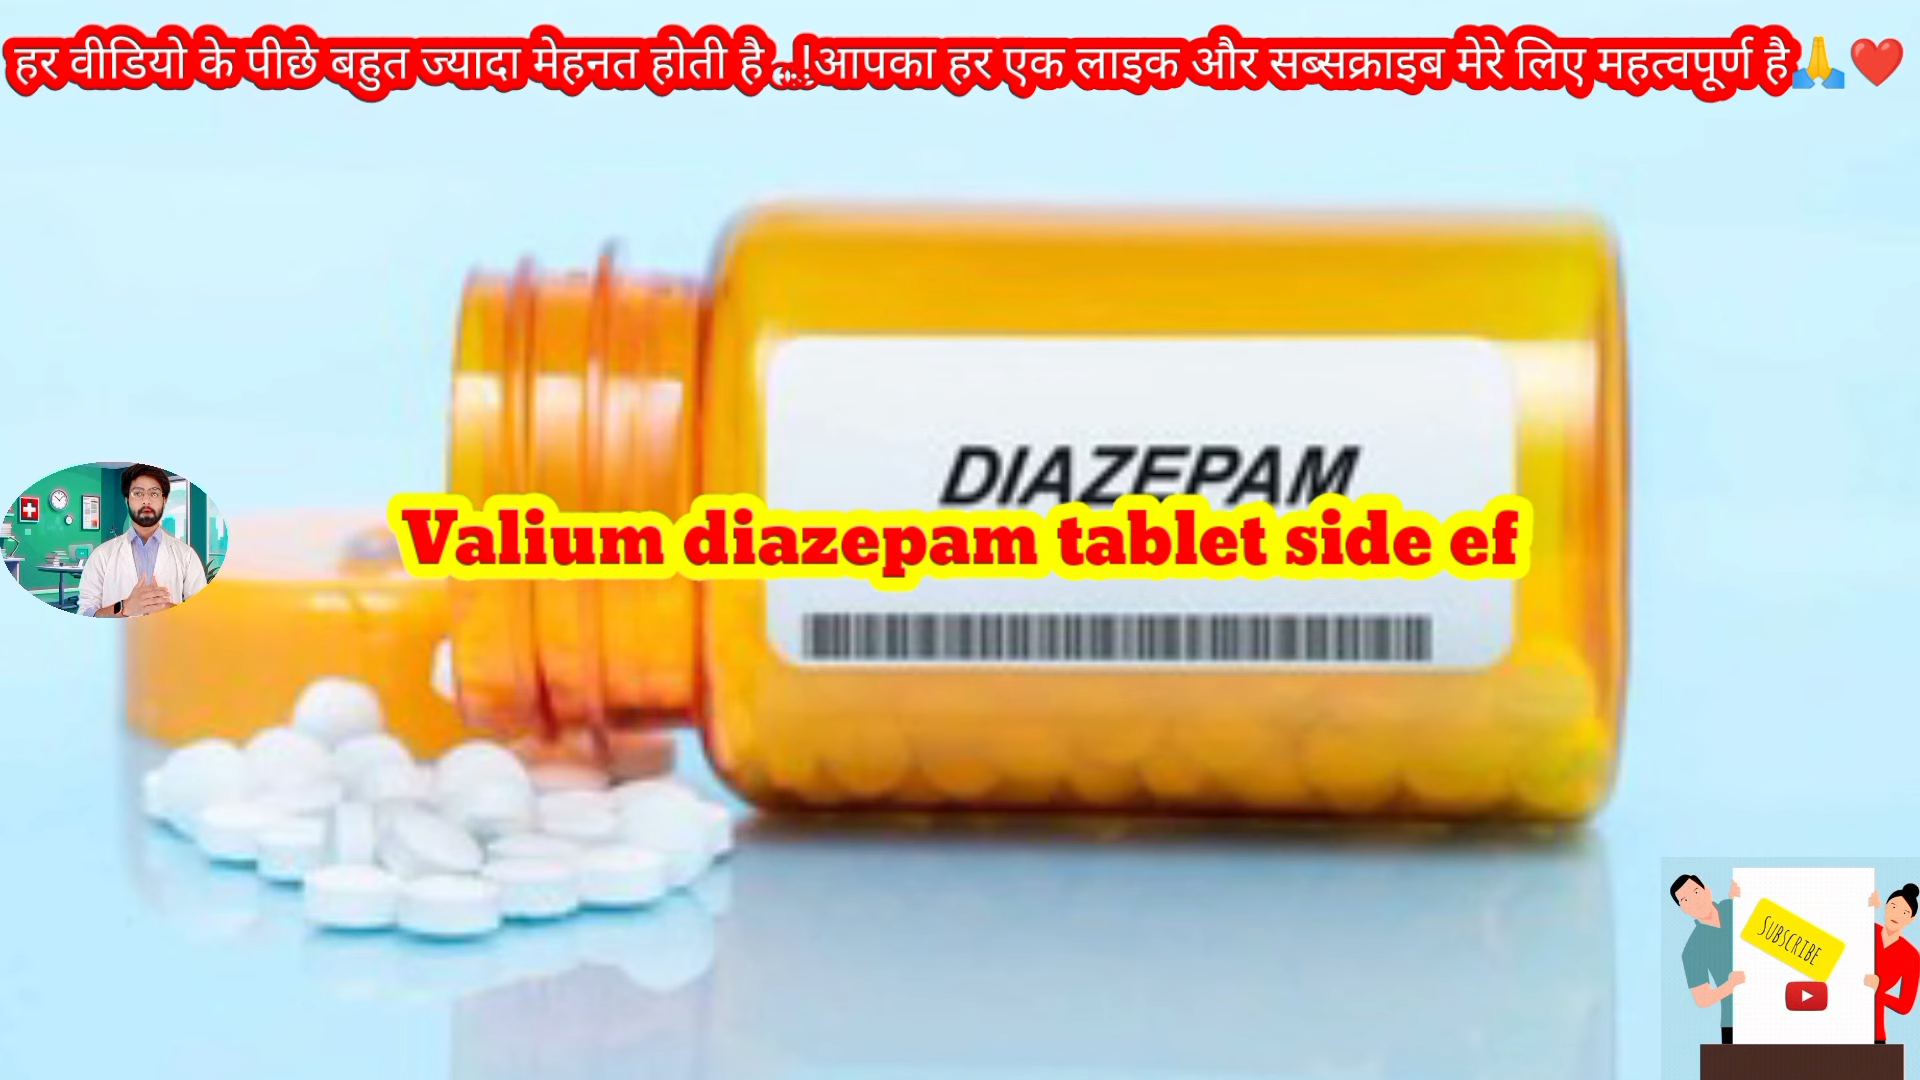 हर वीडियो के पीछे बहुत ज्यादा मेहनत होती है...!आपका हर एक लाइक और सब्सक्राइब मेरे लिए महत्वपूर्ण है🙏❤️
DIAZEPAM
Valium diazepam tablet side ef
SUBSCRIBE